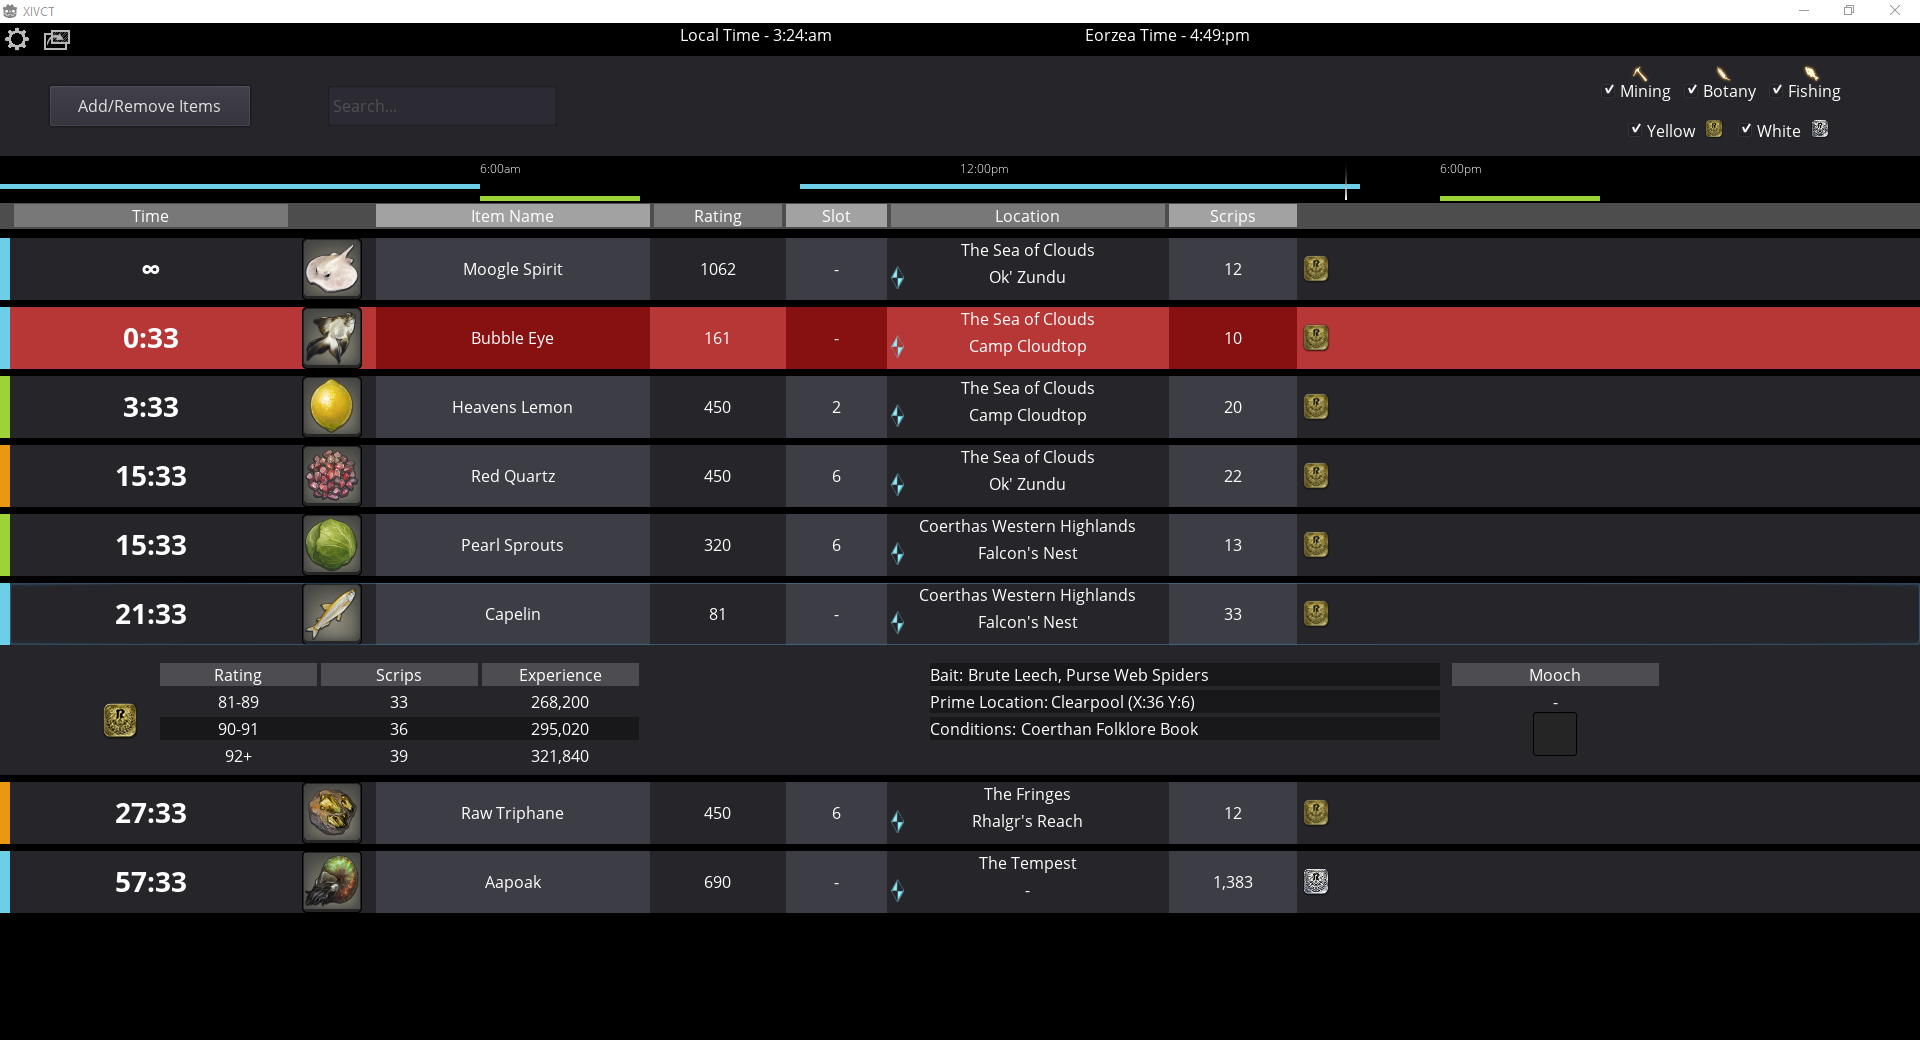 XIVCT
Local Time - 3:24:am Eorzea Time - 4:49:pm
Add/Remove Items Search... Mining Botany Fishing
Yellow White
6:00am 12:00pm 6:00pm
Time Item Name Rating Slot Location Scrips
∞ Moogle Spirit 1062 - The Sea of Clouds Ok' Zundu 12
0:33 Bubble Eye 161 - The Sea of Clouds Camp Cloudtop 10
3:33 Heavens Lemon 450 2 The Sea of Clouds Camp Cloudtop 20
15:33 Red Quartz 450 6 The Sea of Clouds Ok' Zundu 22
15:33 Pearl Sprouts 320 6 Coerthas Western Highlands Falcon's Nest 13
21:33 Capelin 81 - Coerthas Western Highlands Falcon's Nest 33
Rating Scrips Experience Bait: Brute Leech, Purse Web Spiders Mooch
81-89 33 268,200 Prime Location: Clearpool (X:36 Y:6) -
90-91 36 295,020 Conditions: Coerthan Folklore Book
92+ 39 321,840
27:33 Raw Triphane 450 6 The Fringes Rhalgr's Reach 12
57:33 Aapoak 690 - The Tempest - 1,383